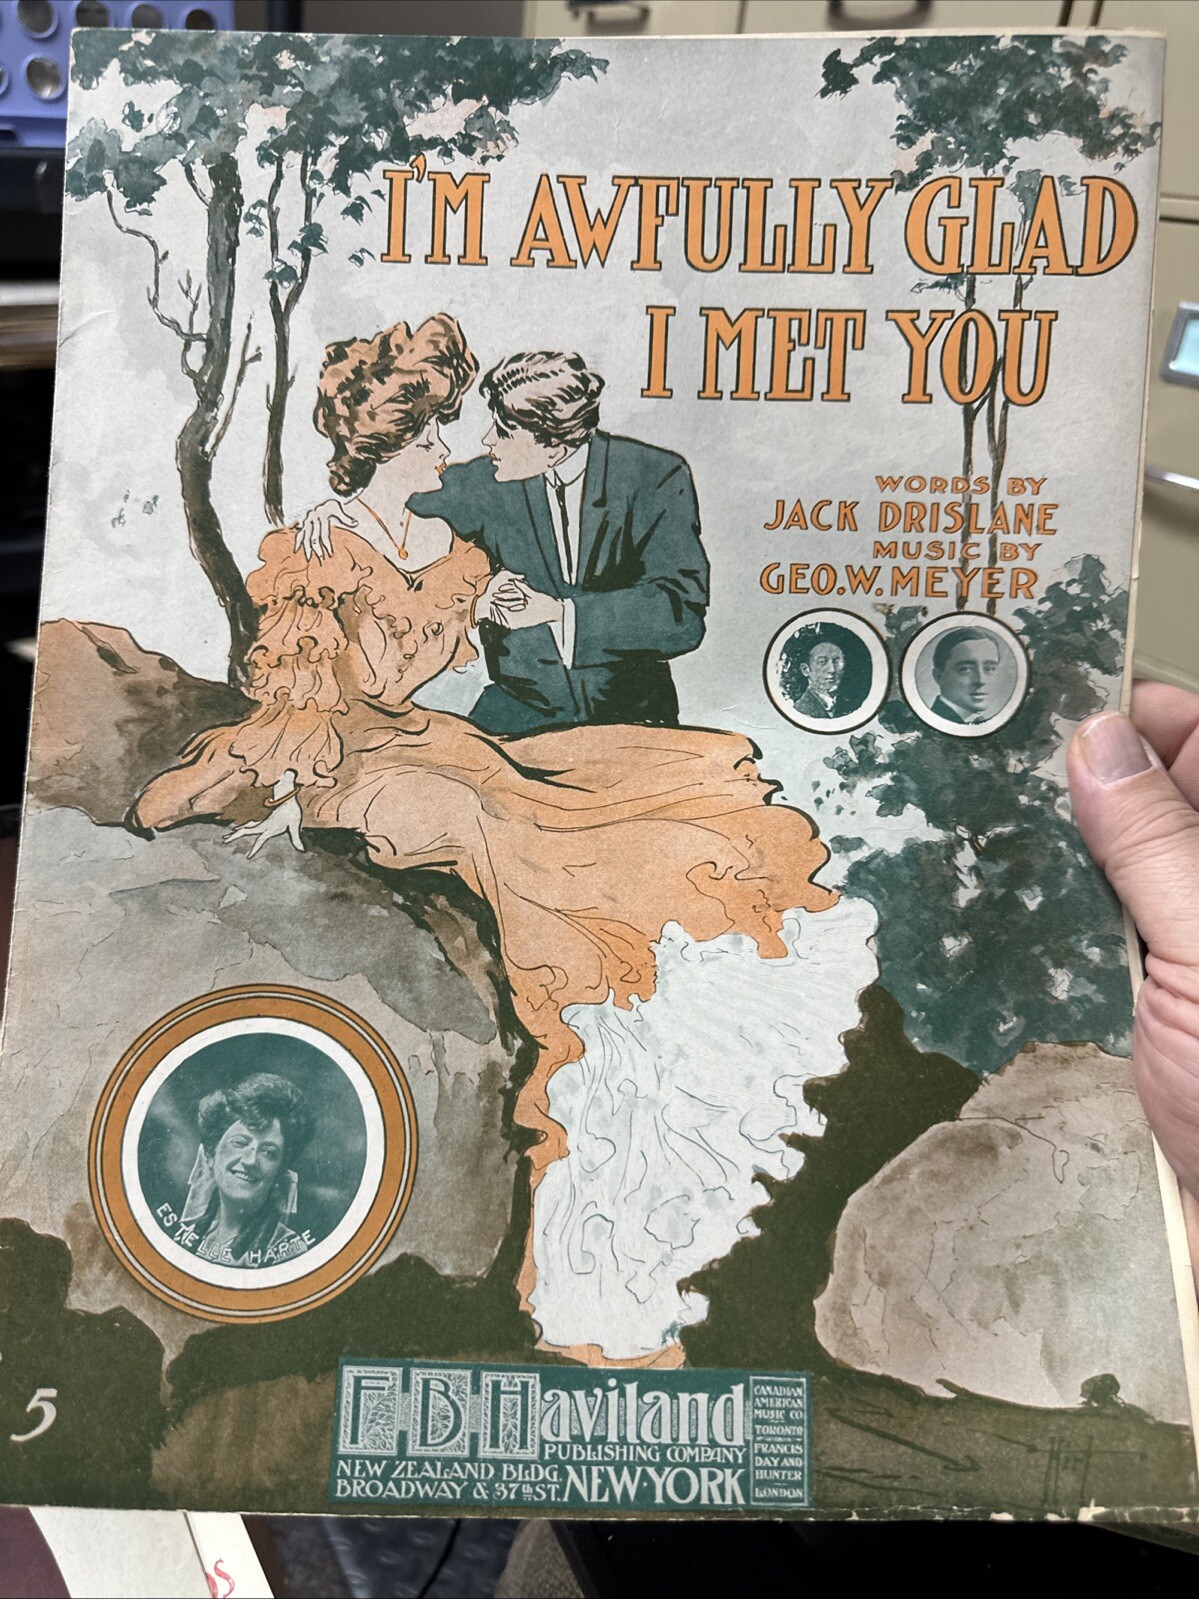 I'M AWFULLY GLAD
I MET YOU
WORDS BY
JACK DRISLANE
MUSIC BY
GEO.W.MEYER
ESTELLE HARTE
5
F·B·Haviland
PUBLISHING COMPANY
NEW ZEALAND BLDG.
BROADWAY & 37th ST. NEW·YORK
CANADIAN
AMERICAN
MUSIC CO
TORONTO
FRANCIS
DAY AND
HUNTER
LONDON